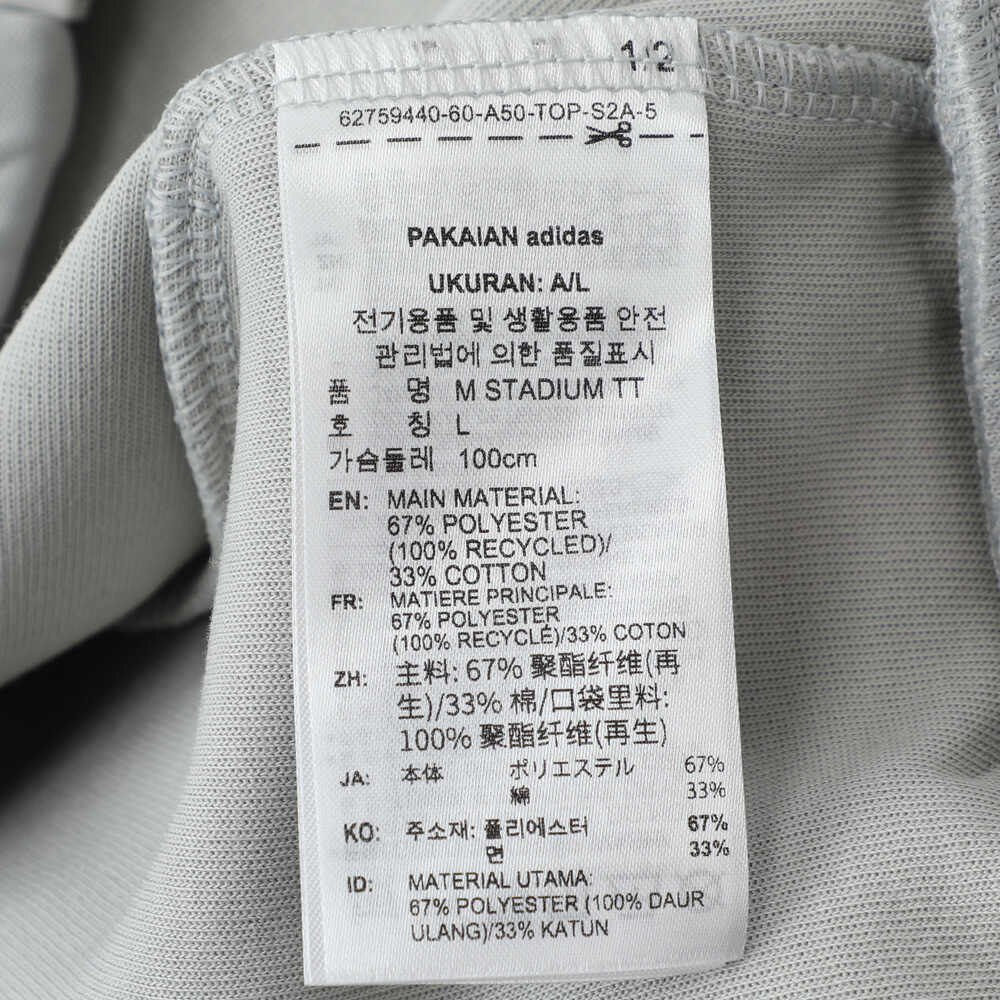 1/2
62759440-60-A50-TOP-S2A-5
PAKAIAN adidas
UKURAN: A/L
전기용품 및 생활용품 안전
관리법에 의한 품질표시
품 명 M STADIUM TT
호 칭 L
가슴둘레 100cm
EN: MAIN MATERIAL:
67% POLYESTER
(100% RECYCLED)/
33% COTTON
FR: MATIERE PRINCIPALE:
67% POLYESTER
(100% RECYCLÉ)/33% COTON
ZH: 主料: 67% 聚酯纤维(再
生)/33% 棉/口袋里料:
100% 聚酯纤维(再生)
JA: 本体 ポリエステル 67%
綿 33%
KO: 주소재: 폴리에스터 67%
면 33%
ID: MATERIAL UTAMA:
67% POLYESTER (100% DAUR
ULANG)/33% KATUN